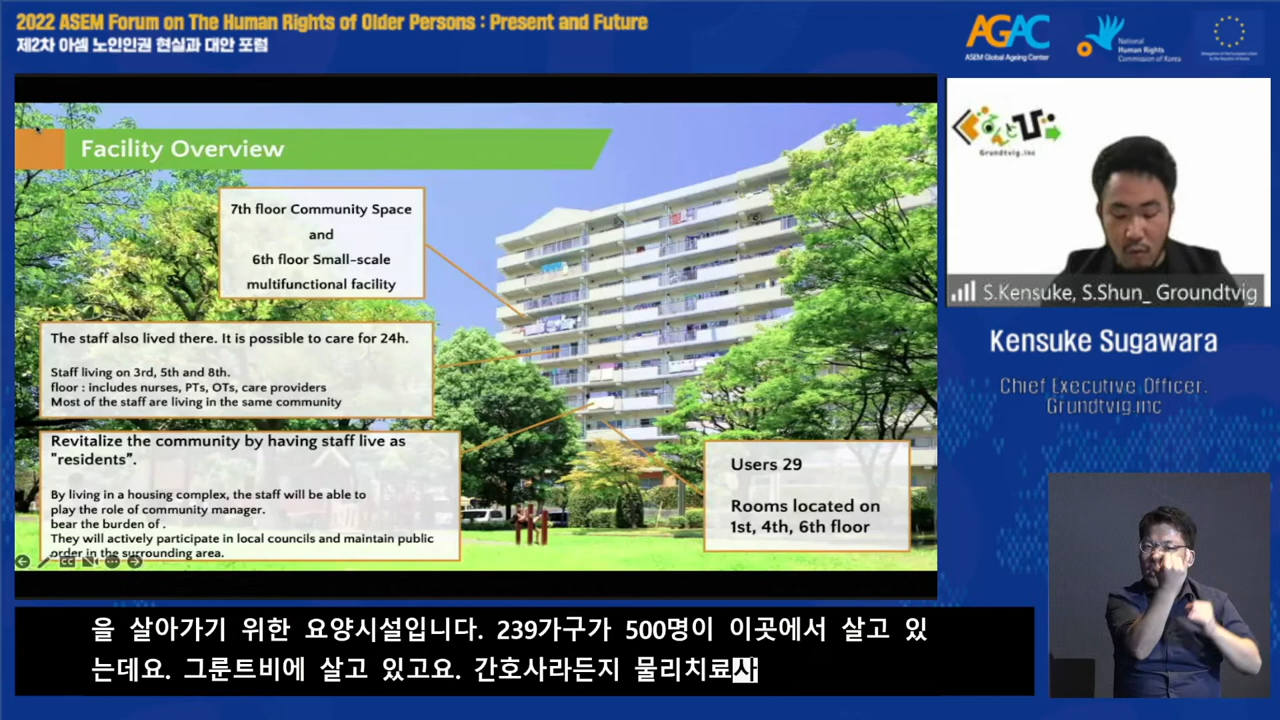 2022 ASEM Forum on The Human Rights of Older Persons : Present and Future
제2차 아셈 노인인권 현실과 대안 포럼
AGAC
ASEM Global Ageing Center
National
Human Rights
Commission of Korea
Facility Overview
7th floor Community Space
and
6th floor Small-scale
multifunctional facility
The staff also lived there. It is possible to care for 24h.
Staff living on 3rd, 5th and 8th.
floor : includes nurses, PTs, OTs, care providers
Most of the staff are living in the same community
Revitalize the community by having staff live as
"residents”.
By living in a housing complex, the staff will be able to
play the role of community manager.
bear the burden of .
They will actively participate in local councils and maintain public
order in the surrounding area.
Users 29
Rooms located on
1st, 4th, 6th floor
ぐるんとびー
Grundtvig.inc
S.Kensuke, S.Shun_ Groundtvig
Kensuke Sugawara
Chief Executive Officer.
Grundtvig.inc
을 살아가기 위한 요양시설입니다. 239가구가 500명이 이곳에서 살고 있
는데요. 그룬트비에 살고 있고요. 간호사라든지 물리치료사